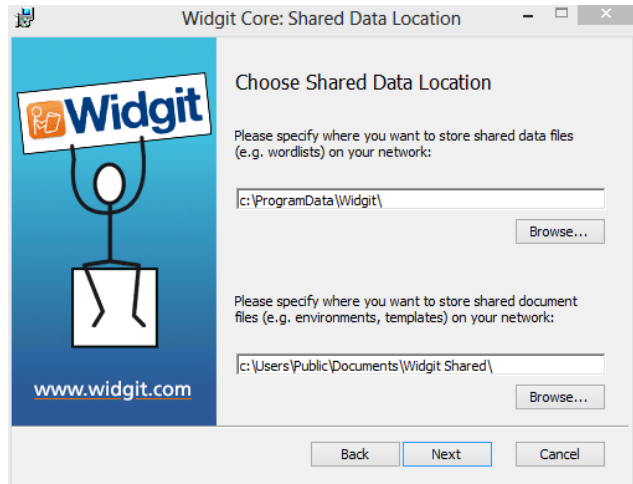 Widgit Core: Shared Data Location
Widgit
Choose Shared Data Location
Please specify where you want to store shared data files
(e.g. wordlists) on your network:
c:\ProgramData\Widgit\
Browse...
Please specify where you want to store shared document
files (e.g. environments, templates) on your network:
c:\Users\Public\Documents\Widgit Shared\
Browse...
www.widgit.com
Back Next Cancel